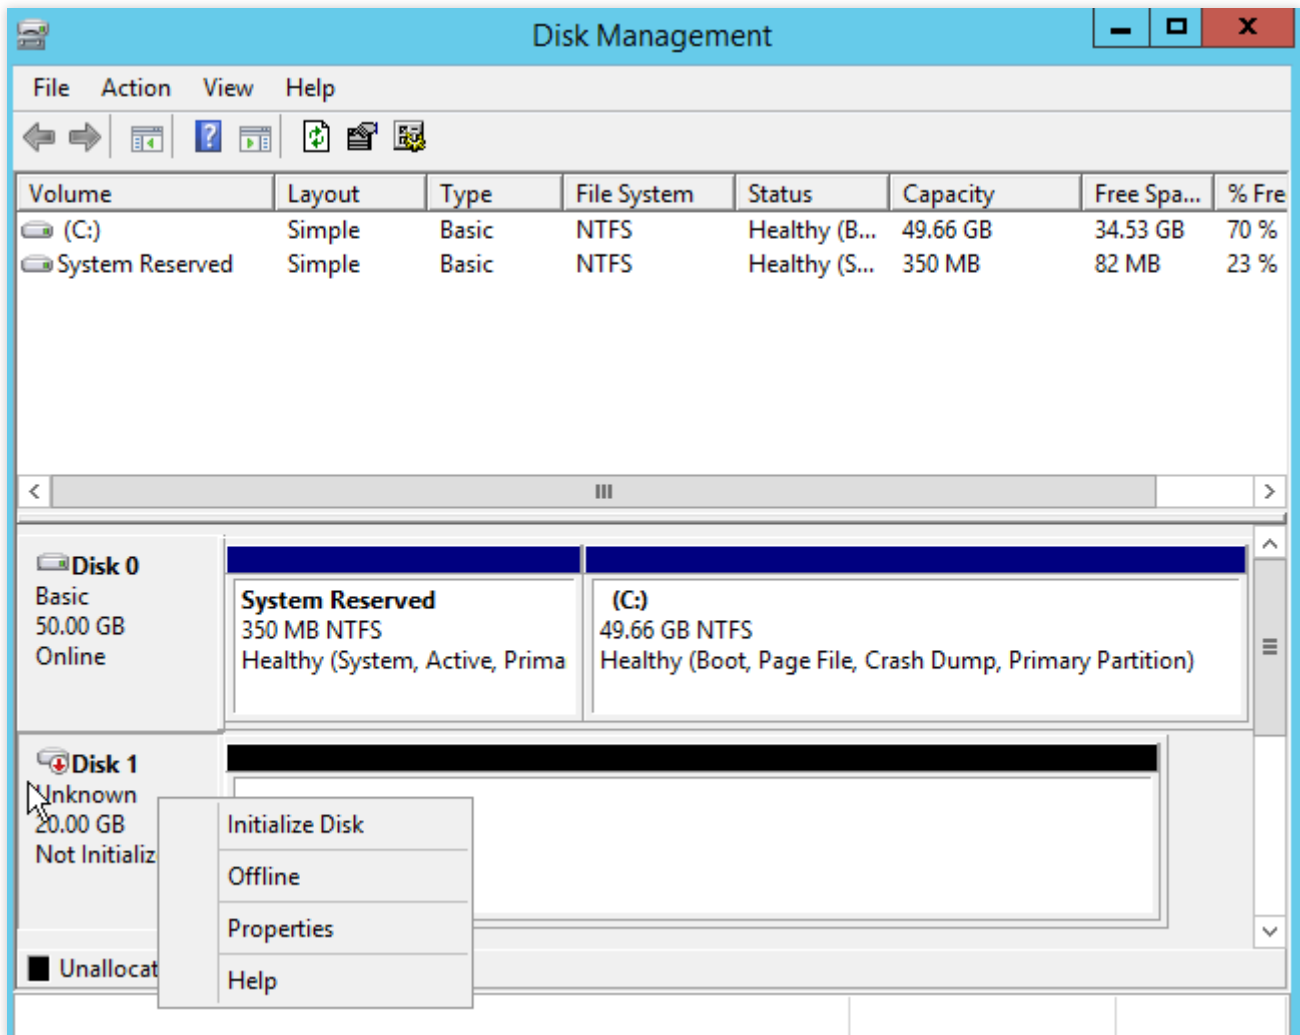 Disk Management
File Action View Help
Volume Layout Type File System Status Capacity Free Spa... % Fre
(C:) Simple Basic NTFS Healthy (B... 49.66 GB 34.53 GB 70 %
System Reserved Simple Basic NTFS Healthy (S... 350 MB 82 MB 23 %
Disk 0
Basic
50.00 GB
Online
System Reserved
350 MB NTFS
Healthy (System, Active, Prima
(C:)
49.66 GB NTFS
Healthy (Boot, Page File, Crash Dump, Primary Partition)
Disk 1
Unknown
20.00 GB
Not Initializ
Initialize Disk
Offline
Properties
Help
Unallocat